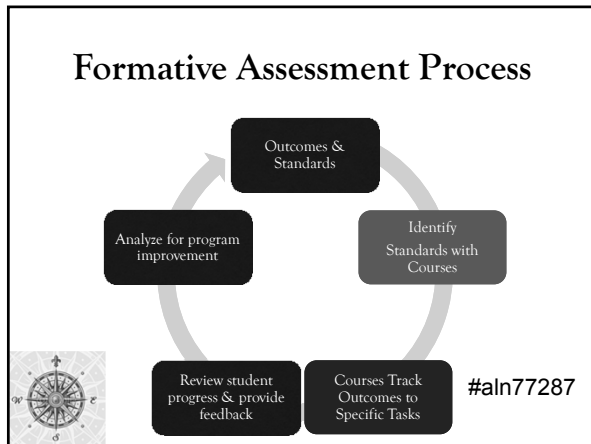 Formative Assessment Process
Outcomes &
Standards
Identify
Standards with
Courses
Courses Track
Outcomes to
Specific Tasks
Review student
progress & provide
feedback
Analyze for program
improvement
#aln77287
W
E
S